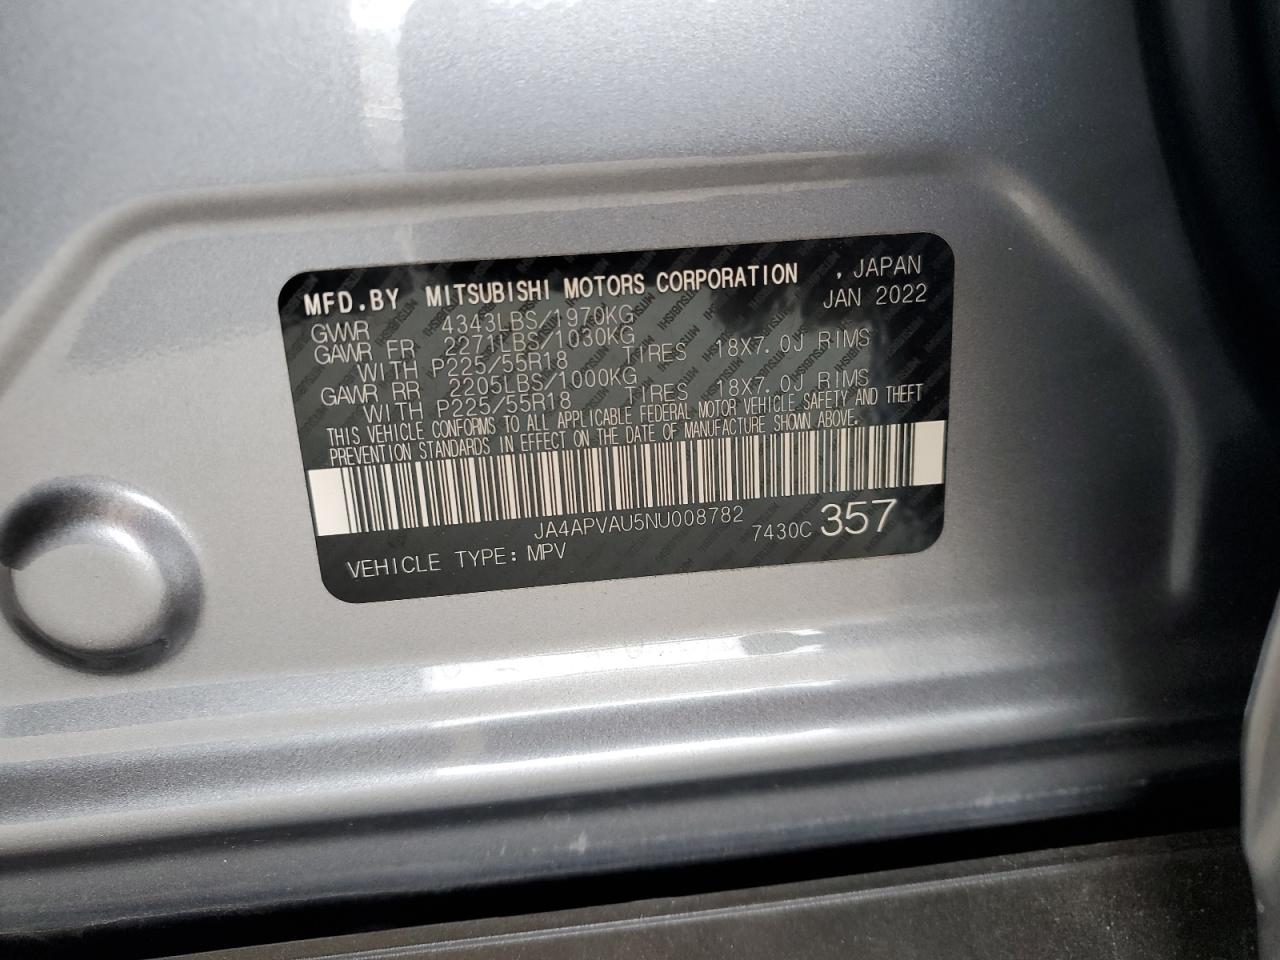 MFD.BY MITSUBISHI MOTORS CORPORATION , JAPAN
JAN 2022
GVWR 4343LBS/1970KG
GAWR FR 2271LBS/1030KG
WITH P225/55R18 TIRES 18X7.0J RIMS
GAWR RR 2205LBS/1000KG
WITH P225/55R18 TIRES 18X7.0J RIMS
THIS VEHICLE CONFORMS TO ALL APPLICABLE FEDERAL MOTOR VEHICLE SAFETY AND THEFT
PREVENTION STANDARDS IN EFFECT ON THE DATE OF MANUFACTURE SHOWN ABOVE.
JA4APVAU5NU008782
VEHICLE TYPE: MPV 7430C 357